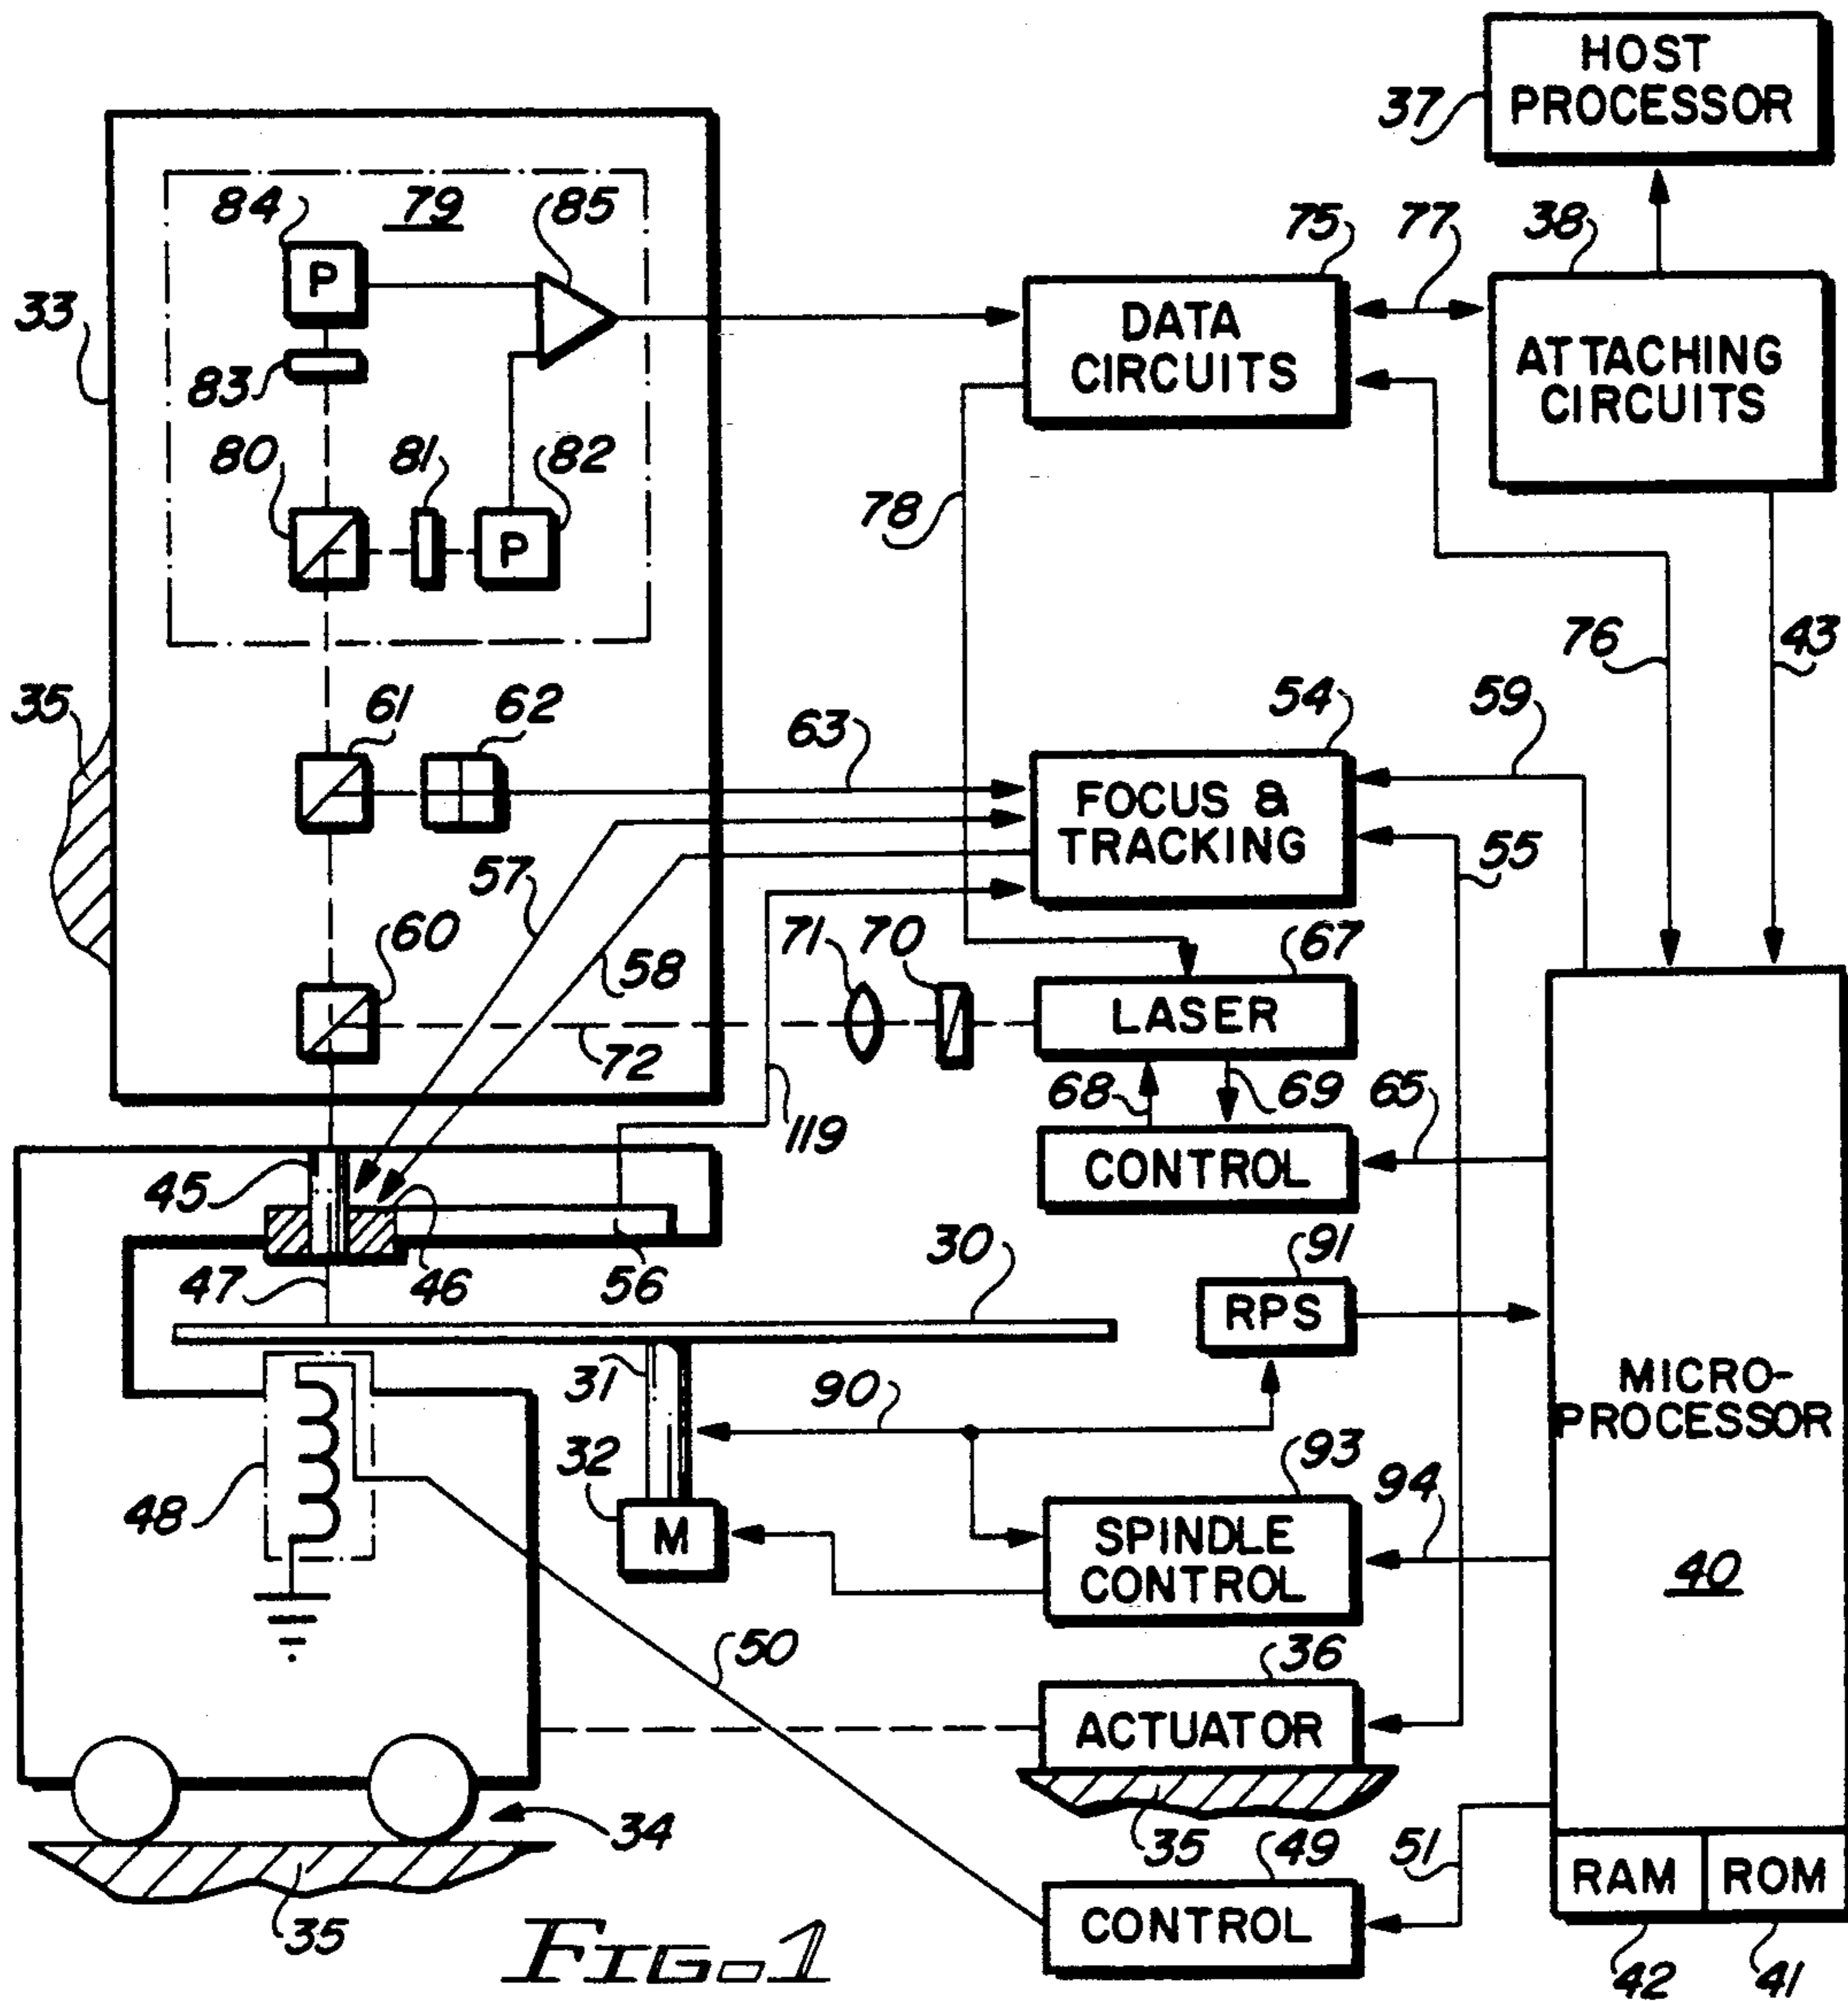 HOST
PROCESSOR
37
84
79
85
75
77
38
P
33
DATA
CIRCUITS
ATTACHING
CIRCUITS
83
80
81
82
78
P
76
43
35
61
62
63
54
59
FOCUS &
TRACKING
55
57
60
58
71
70
67
LASER
72
68
69
65
119
45
CONTROL
47
46
56
30
91
RPS
31
90
MICRO-
PROCESSOR
32
93
94
48
M
SPINDLE
CONTROL
40
50
36
ACTUATOR
34
35
49
51
RAM
ROM
35
CONTROL
FIG. 1
42
41